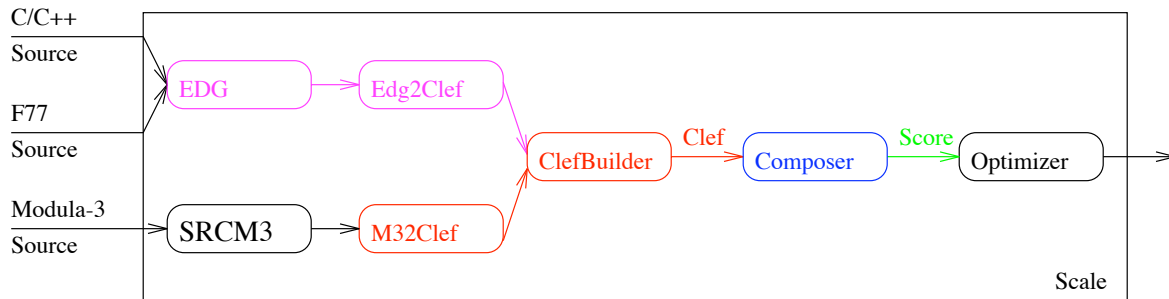 C/C++
Source
EDG
Edg2Clef
F77
Source
ClefBuilder
Clef
Composer
Score
Optimizer
Modula-3
Source
SRCM3
M32Clef
Scale